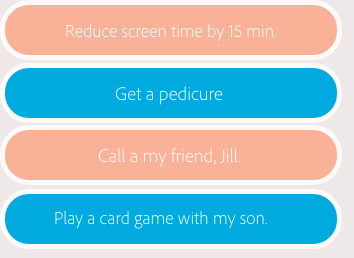 Reduce screen time by 15 min.
Get a pedicure
Call a my friend, Jill.
Play a card game with my son.